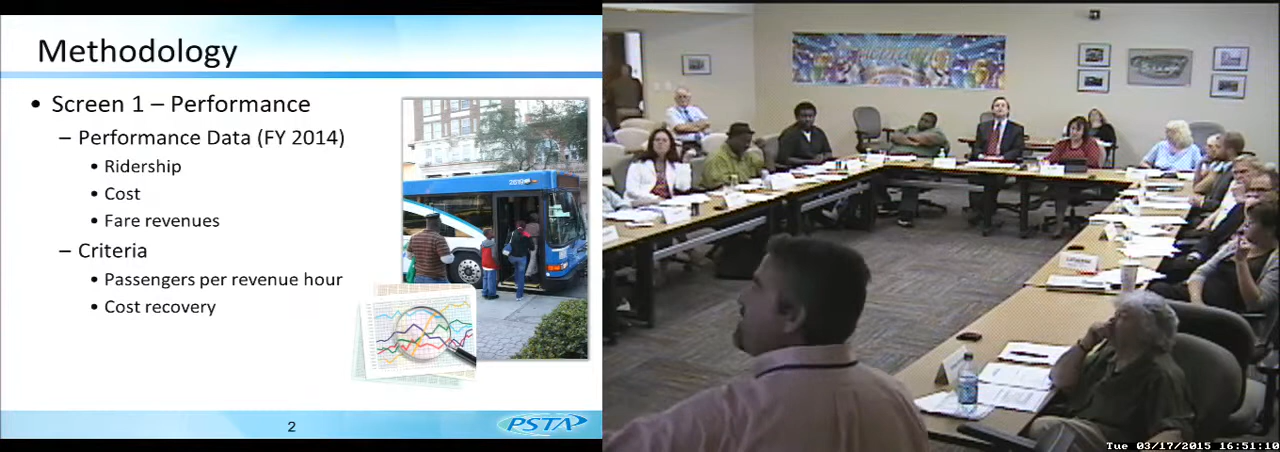 Methodology
• Screen 1 – Performance
– Performance Data (FY 2014)
• Ridership
• Cost
• Fare revenues
– Criteria
• Passengers per revenue hour
• Cost recovery
2
PSTA
Tue 03/17/2015 16:51:10